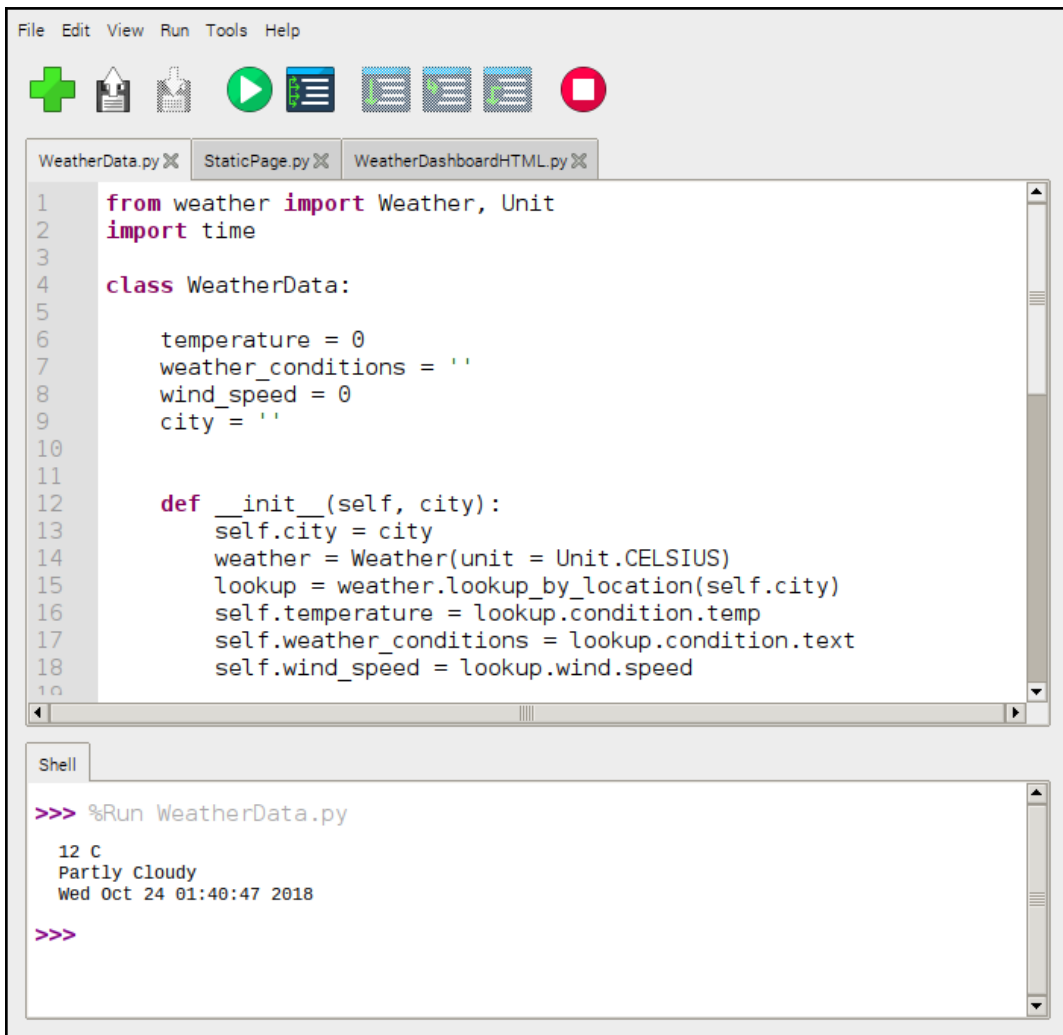 File Edit View Run Tools Help
WeatherData.py StaticPage.py WeatherDashboardHTML.py
1 from weather import Weather, Unit
2 import time
3
4 class WeatherData:
5
6     temperature = 0
7     weather_conditions = ''
8     wind_speed = 0
9     city = ''
10
11
12     def __init__(self, city):
13         self.city = city
14         weather = Weather(unit = Unit.CELSIUS)
15         lookup = weather.lookup_by_location(self.city)
16         self.temperature = lookup.condition.temp
17         self.weather_conditions = lookup.condition.text
18         self.wind_speed = lookup.wind.speed
19
Shell
>>> %Run WeatherData.py
12 C
Partly Cloudy
Wed Oct 24 01:40:47 2018
>>>